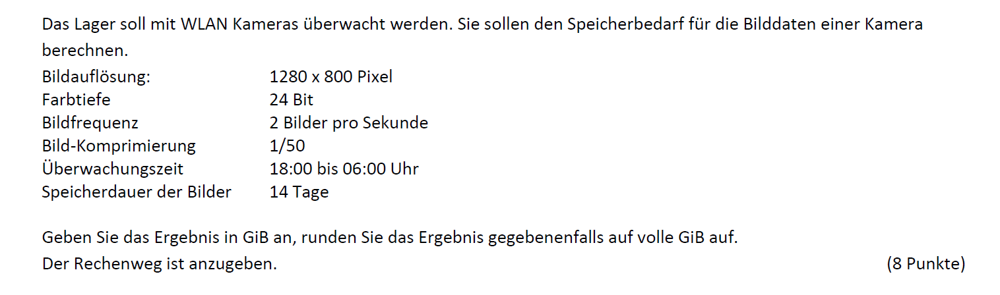 Das Lager soll mit WLAN Kameras überwacht werden. Sie sollen den Speicherbedarf für die Bilddaten einer Kamera
berechnen.
Bildauflösung: 1280 x 800 Pixel
Farbtiefe 24 Bit
Bildfrequenz 2 Bilder pro Sekunde
Bild-Komprimierung 1/50
Überwachungszeit 18:00 bis 06:00 Uhr
Speicherdauer der Bilder 14 Tage
Geben Sie das Ergebnis in GiB an, runden Sie das Ergebnis gegebenenfalls auf volle GiB auf.
Der Rechenweg ist anzugeben. (8 Punkte)